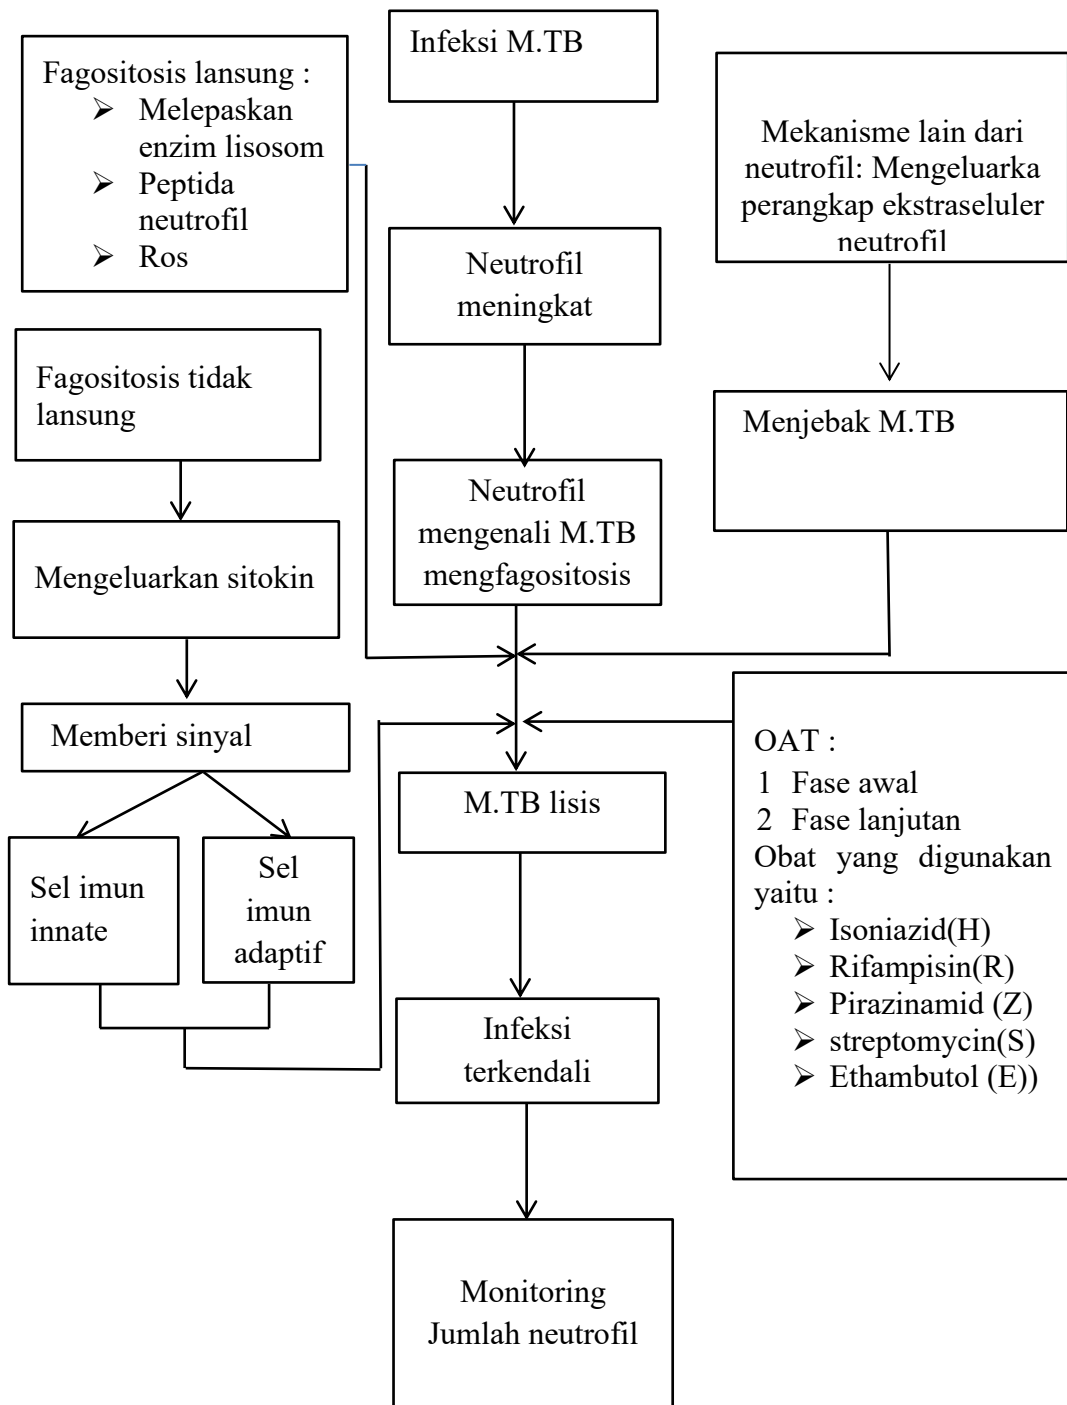 Infeksi M.TB
Fagositosis lansung :
➢ Melepaskan
enzim lisosom
➢ Peptida
neutrofil
➢ Ros
Mekanisme lain dari
neutrofil: Mengeluarka
perangkap ekstraseluler
neutrofil
Neutrofil
meningkat
Fagositosis tidak
lansung
Menjebak M.TB
Neutrofil
mengenali M.TB
mengfagositosis
Mengeluarkan sitokin
Memberi sinyal
M.TB lisis
OAT :
1 Fase awal
2 Fase lanjutan
Obat yang digunakan
yaitu :
➢ Isoniazid(H)
➢ Rifampisin(R)
➢ Pirazinamid (Z)
➢ streptomycin(S)
➢ Ethambutol (E))
Sel imun
innate
Sel
imun
adaptif
Infeksi
terkendali
Monitoring
Jumlah neutrofil